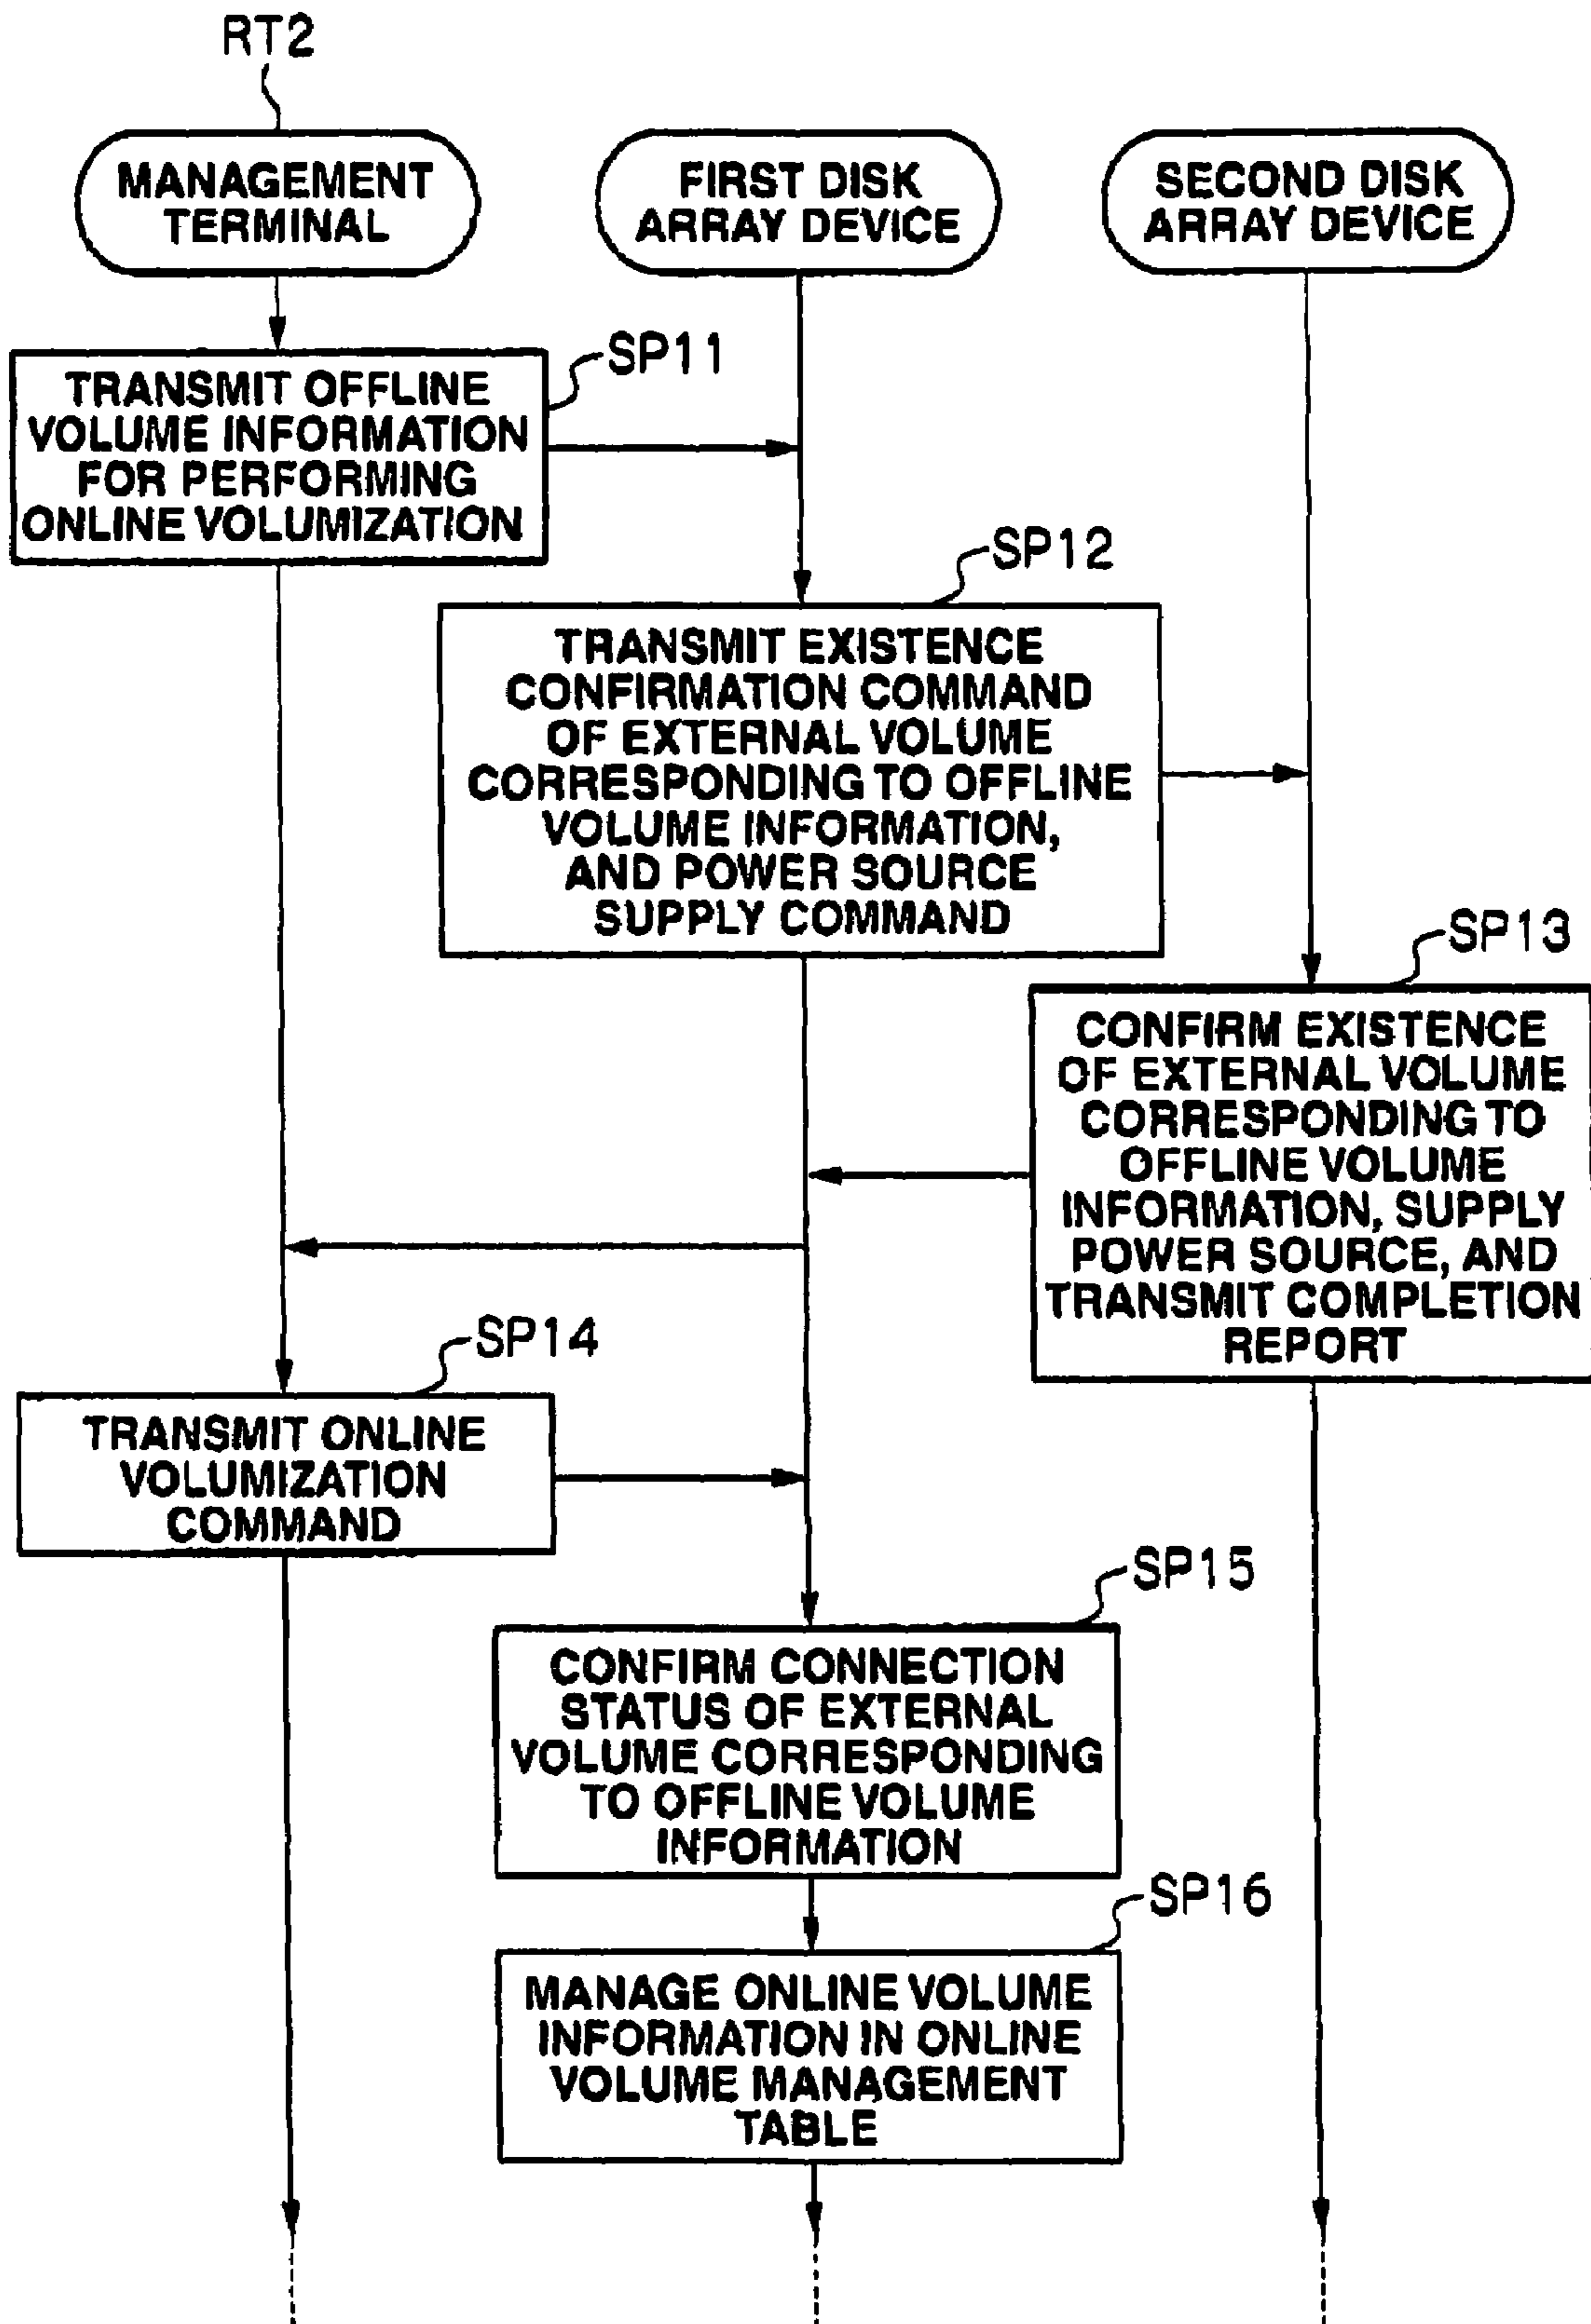 RT2
MANAGEMENT
TERMINAL
FIRST DISK
ARRAY DEVICE
SECOND DISK
ARRAY DEVICE
SP11
TRANSMIT OFFLINE
VOLUME INFORMATION
FOR PERFORMING
ONLINE VOLUMIZATION
SP12
TRANSMIT EXISTENCE
CONFIRMATION COMMAND
OF EXTERNAL VOLUME
CORRESPONDING TO OFFLINE
VOLUME INFORMATION,
AND POWER SOURCE
SUPPLY COMMAND
SP13
CONFIRM EXISTENCE
OF EXTERNAL VOLUME
CORRESPONDING TO
OFFLINE VOLUME
INFORMATION, SUPPLY
POWER SOURCE, AND
TRANSMIT COMPLETION
REPORT
SP14
TRANSMIT ONLINE
VOLUMIZATION
COMMAND
SP15
CONFIRM CONNECTION
STATUS OF EXTERNAL
VOLUME CORRESPONDING
TO OFFLINE VOLUME
INFORMATION
SP16
MANAGE ONLINE VOLUME
INFORMATION IN ONLINE
VOLUME MANAGEMENT
TABLE